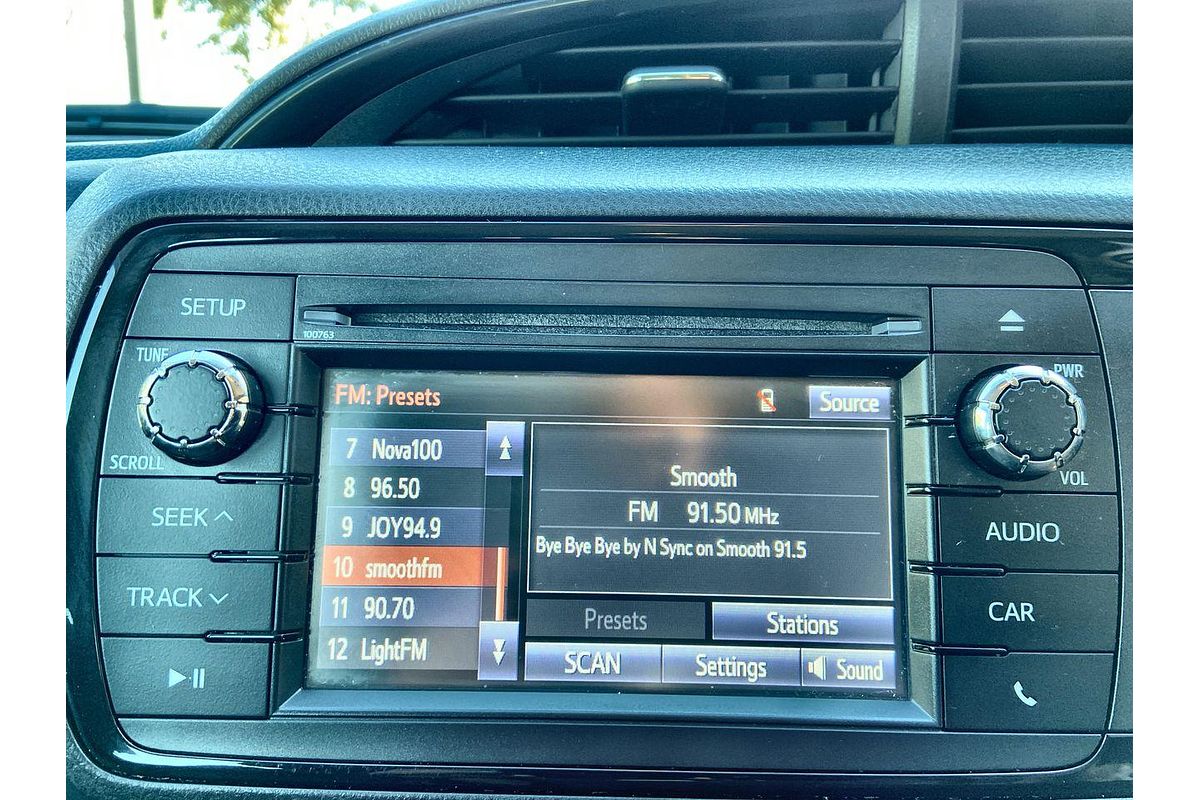 SETUP
100763
TUNE
SCROLL
PWR
VOL
FM: Presets
Source
7 Nova100
8 96.50
9 JOY94.9
10 smoothfm
11 90.70
12 LightFM
Smooth
FM 91.50 MHz
Bye Bye Bye by N Sync on Smooth 91.5
Presets
Stations
SCAN
Settings
Sound
SEEK
TRACK
AUDIO
CAR